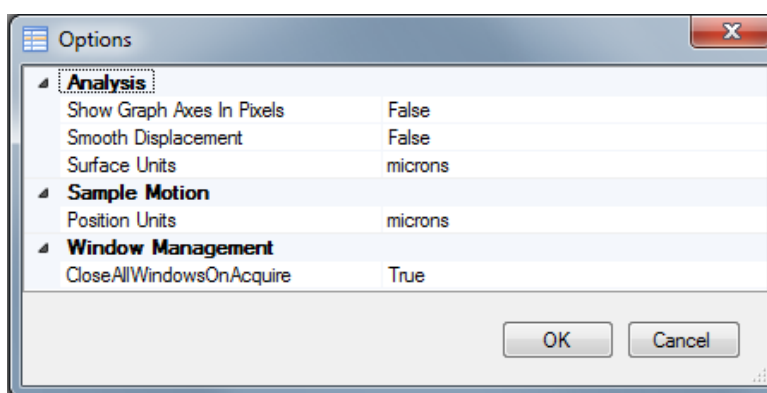 Options
Analysis
Show Graph Axes In Pixels False
Smooth Displacement False
Surface Units microns
Sample Motion
Position Units microns
Window Management
CloseAllWindowsOnAcquire True
OK Cancel